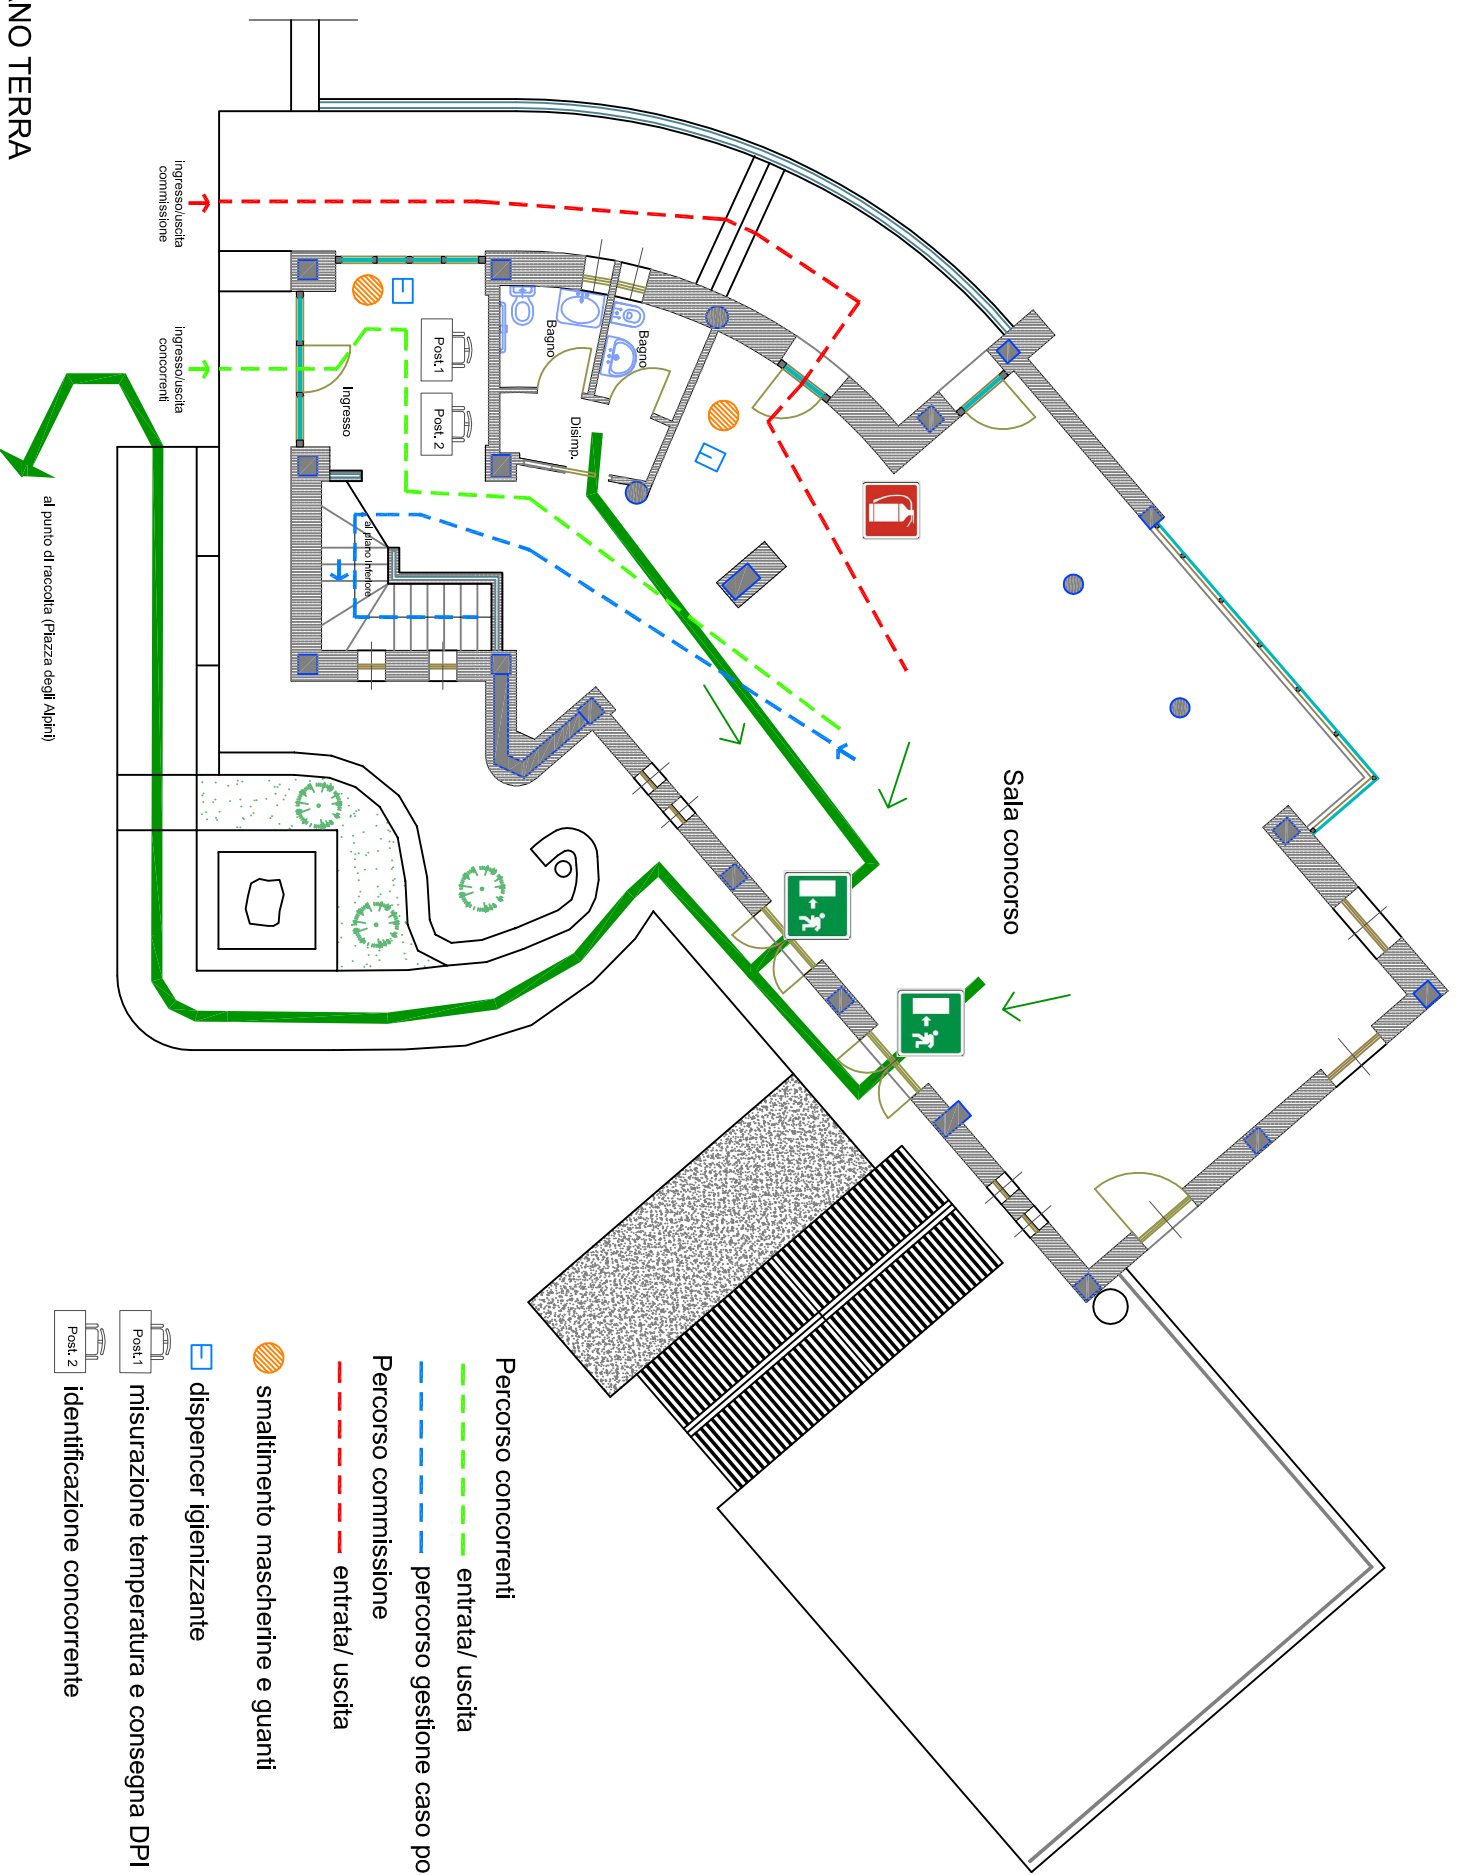 ANO TERRA
ingresso/uscita
commissione
ingresso/uscita
concorrenti
Ingresso
Post.1
Post. 2
Bagno
Bagno
Disimp.
al piano Inferiore
Sala concorso
al punto di raccolta (Piazza degli Alpini)
Percorso concorrenti
entrata/ uscita
percorso gestione caso po
Percorso commissione
entrata/ uscita
smaltimento mascherine e guanti
dispencer igienizzante
Post.1
misurazione temperatura e consegna DPI
Post. 2
identificazione concorrente